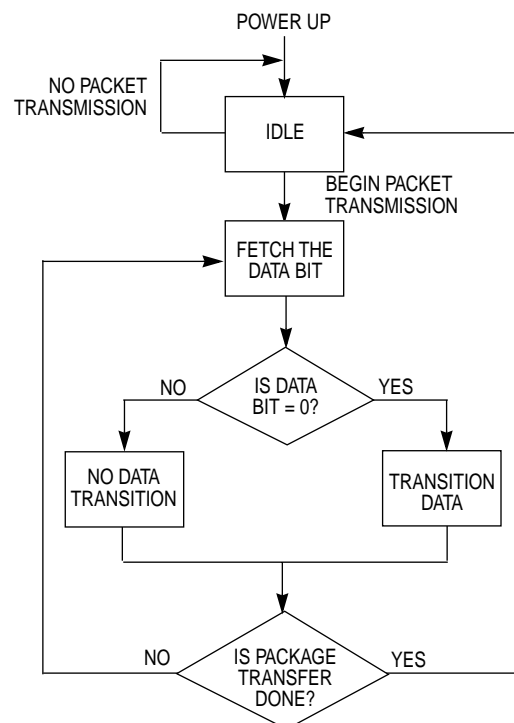 POWER UP
NO PACKET
TRANSMISSION
IDLE
BEGIN PACKET
TRANSMISSION
FETCH THE
DATA BIT
NO
IS DATA
BIT = 0?
YES
NO DATA
TRANSITION
TRANSITION
DATA
NO
IS PACKAGE
TRANSFER
DONE?
YES